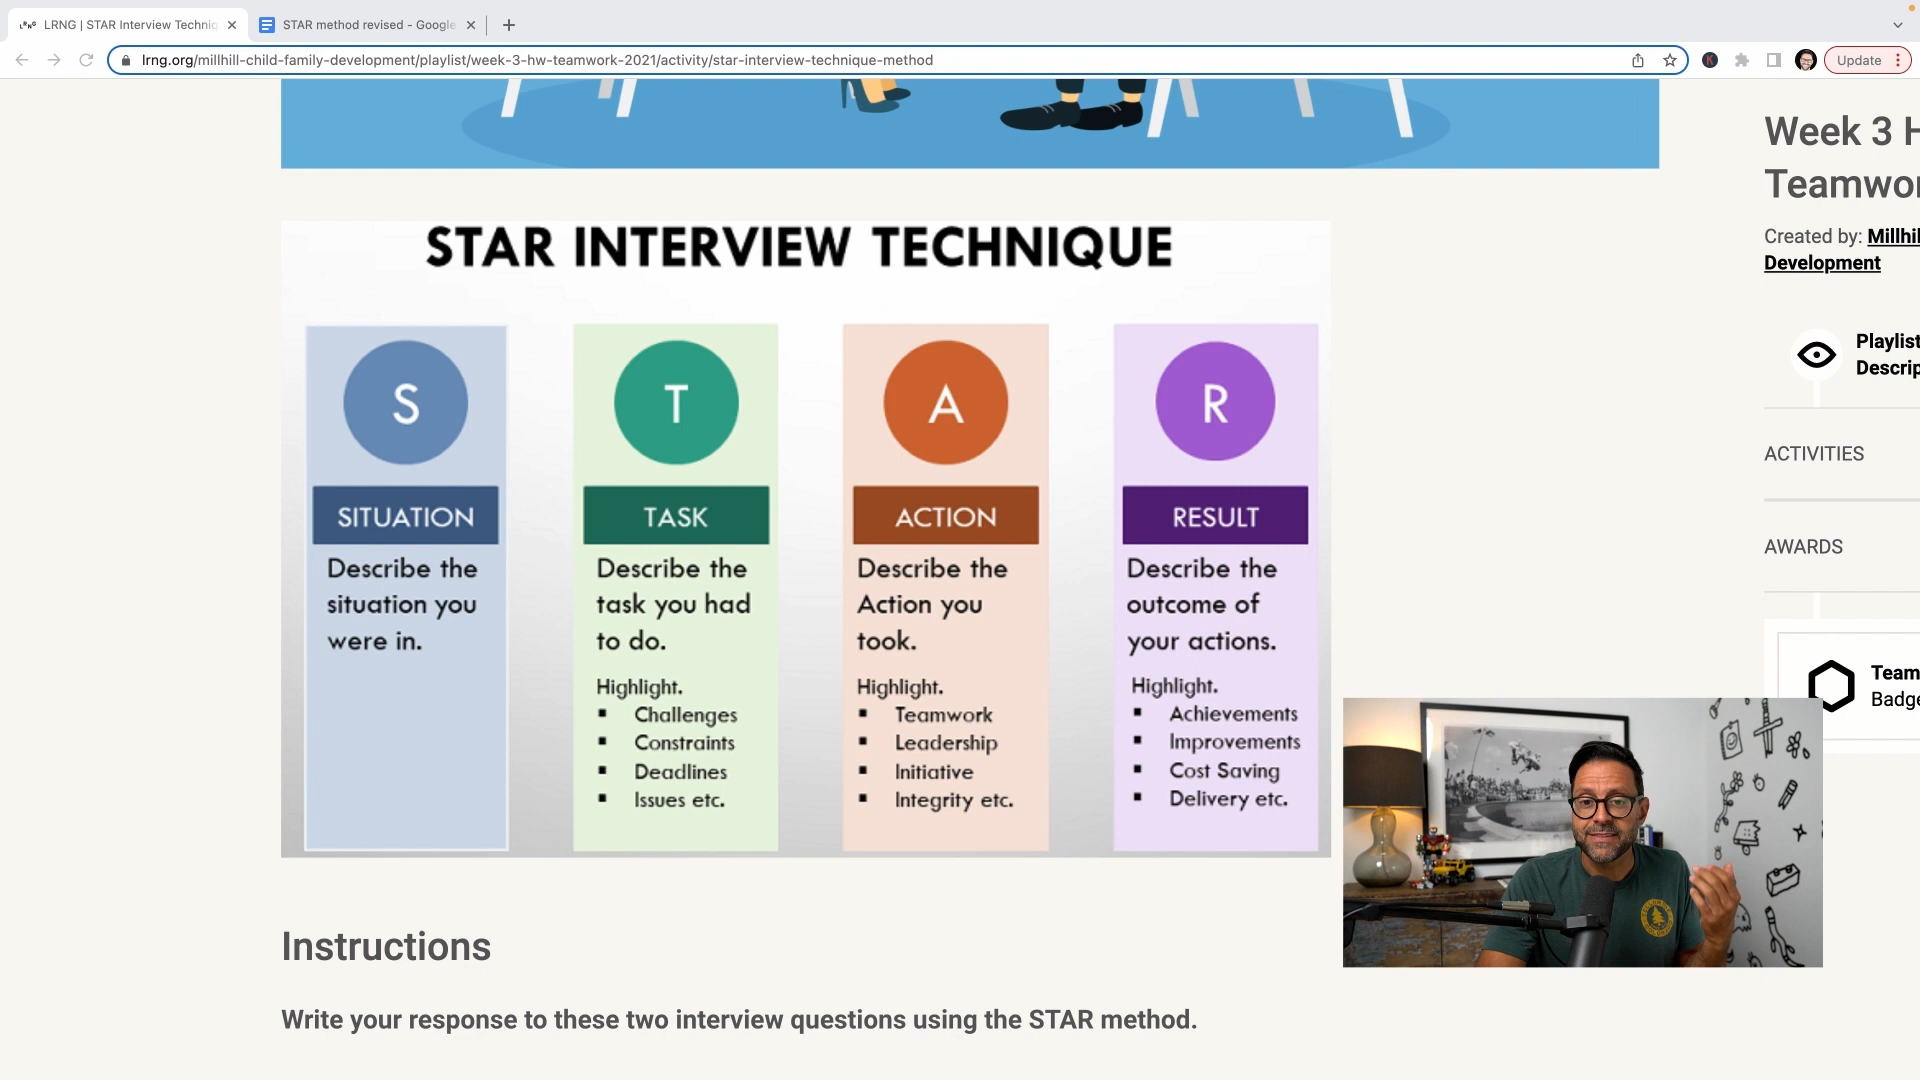 LRNG | STAR Interview Techniq
STAR method revised - Google
lrng.org/millhill-child-family-development/playlist/week-3-hw-teamwork-2021/activity/star-interview-technique-method
Update
STAR INTERVIEW TECHNIQUE
S
SITUATION
Describe the
situation you
were in.
T
TASK
Describe the
task you had
to do.
Highlight.
▪ Challenges
▪ Constraints
▪ Deadlines
▪ Issues etc.
A
ACTION
Describe the
Action you
took.
Highlight.
▪ Teamwork
▪ Leadership
▪ Initiative
▪ Integrity etc.
R
RESULT
Describe the
outcome of
your actions.
Highlight.
▪ Achievements
▪ Improvements
▪ Cost Saving
▪ Delivery etc.
Instructions
Write your response to these two interview questions using the STAR method.
Week 3 H
Teamwor
Created by: Millhil
Development
Playlist
Descrip
ACTIVITIES
AWARDS
Team
Badge